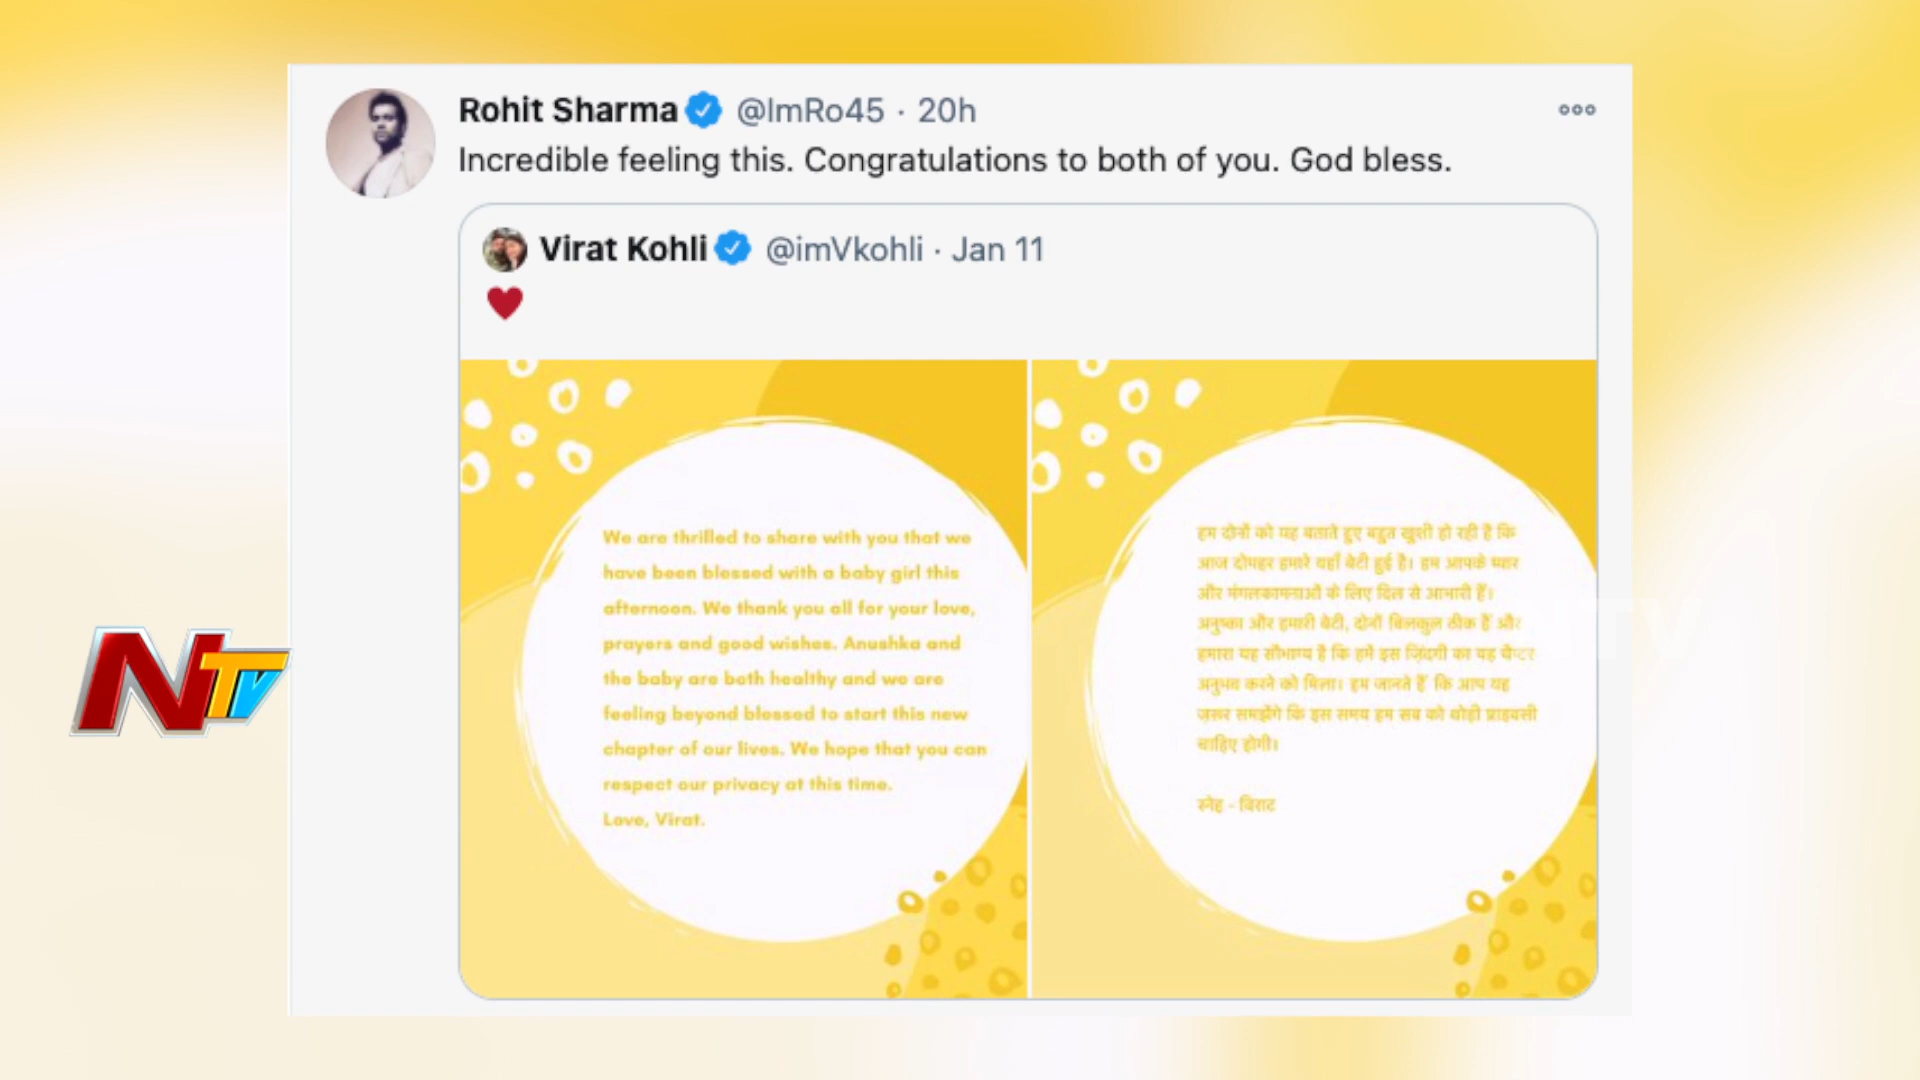 Rohit Sharma @ImRo45 · 20h
Incredible feeling this. Congratulations to both of you. God bless.
Virat Kohli @imVkohli · Jan 11
We are thrilled to share with you that we
have been blessed with a baby girl this
afternoon. We thank you all for your love,
prayers and good wishes. Anushka and
the baby are both healthy and we are
feeling beyond blessed to start this new
chapter of our lives. We hope that you can
respect our privacy at this time.
Love, Virat.
हम दोनों को यह बताते हुए बहुत खुशी हो रही है कि
आज दोपहर हमारे यहाँ बेटी हुई है। हम आपके प्यार
और मंगलकामनाओं के लिए दिल से आभारी हैं।
अनुष्का और हमारी बेटी, दोनों बिलकुल ठीक हैं और
हमारा यह सौभाग्य है कि हमें इस ज़िंदगी का यह चैप्टर
अनुभव करने को मिला। हम जानते हैं कि आप यह
ज़रूर समझेंगे कि इस समय हम सब को थोड़ी प्राइवसी
चाहिए होगी।
स्नेह - विराट
NTV
TV